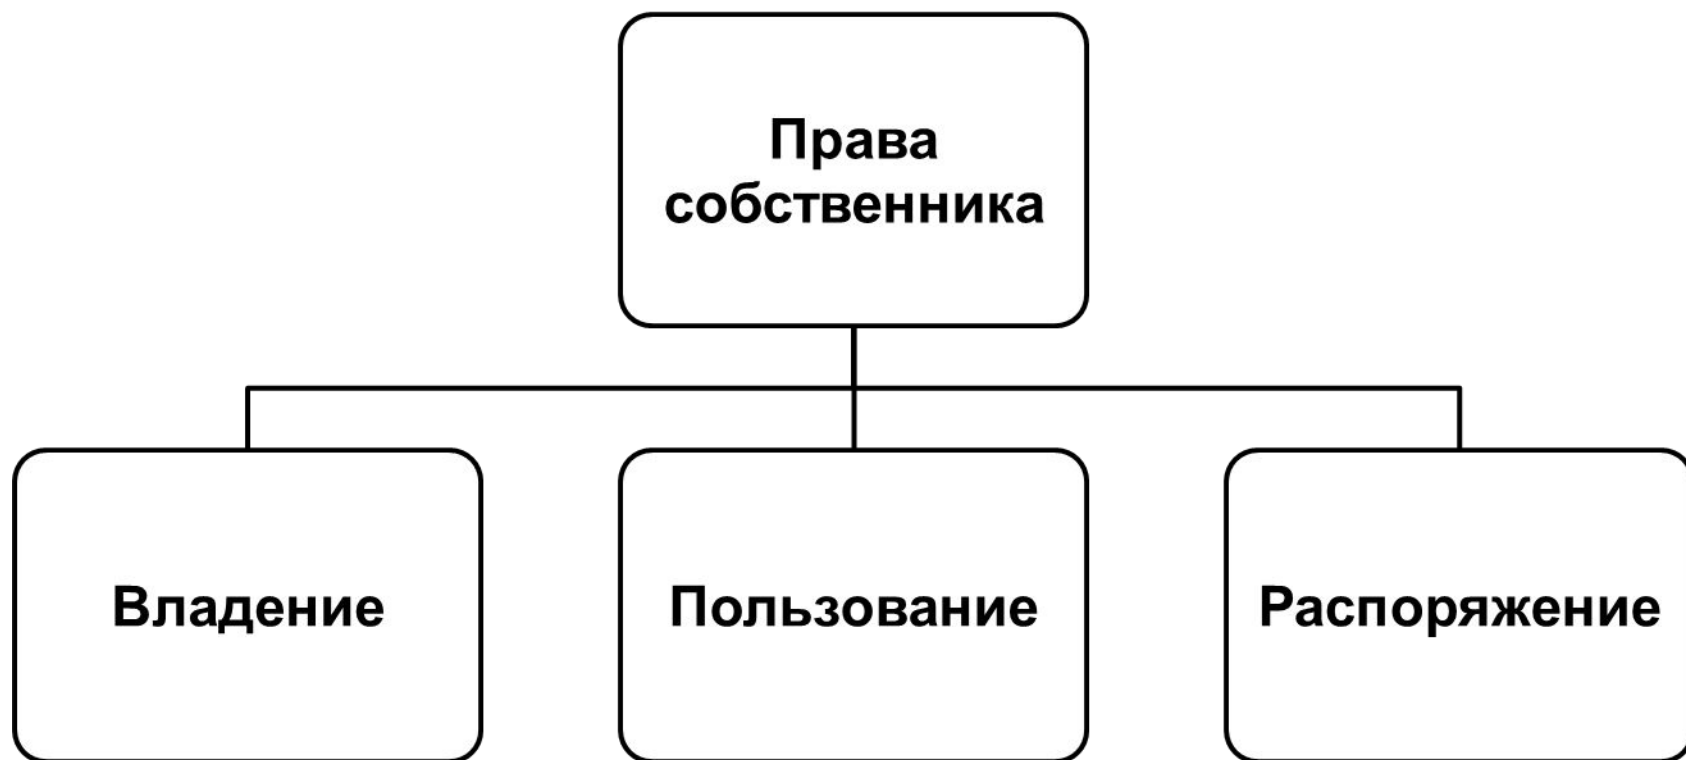 Права
собственника
Владение
Пользование
Распоряжение